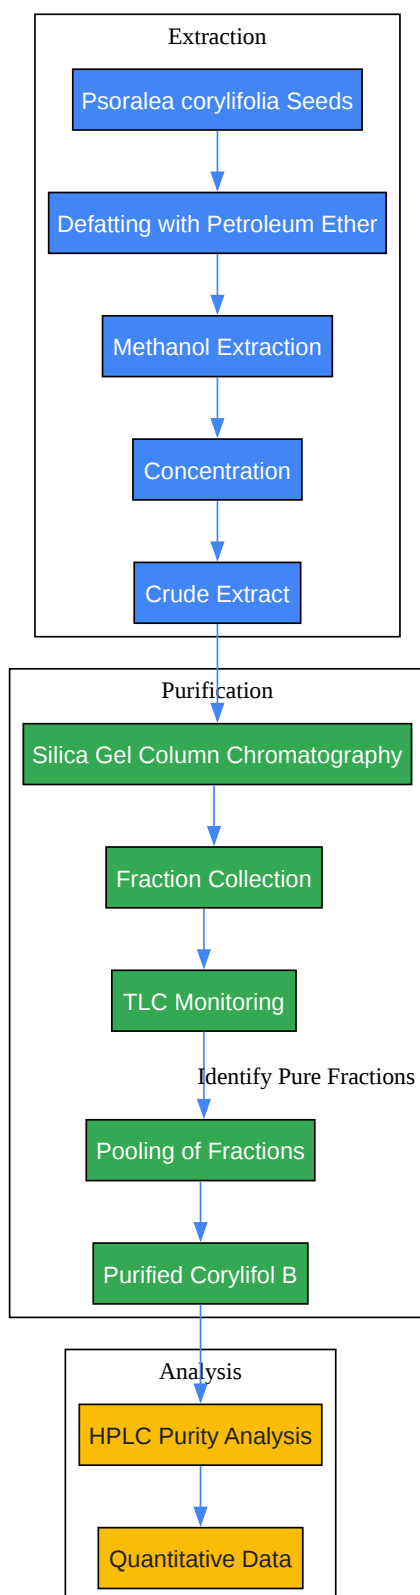 Extraction
Psoralea corylifolia Seeds
Defatting with Petroleum Ether
Methanol Extraction
Concentration
Crude Extract
Purification
Silica Gel Column Chromatography
Fraction Collection
TLC Monitoring
Identify Pure Fractions
Pooling of Fractions
Purified Corylifol B
Analysis
HPLC Purity Analysis
Quantitative Data